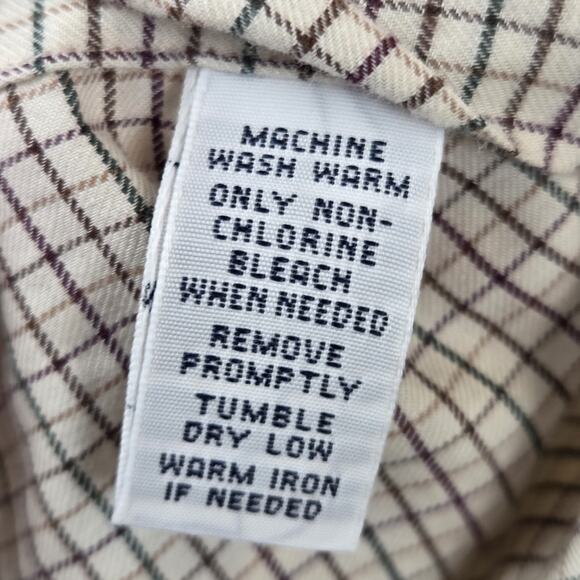 MACHINE
WASH WARM
ONLY NON-
CHLORINE
BLEACH
WHEN NEEDED
REMOVE
PROMPTLY
TUMBLE
DRY LOW
WARM IRON
IF NEEDED